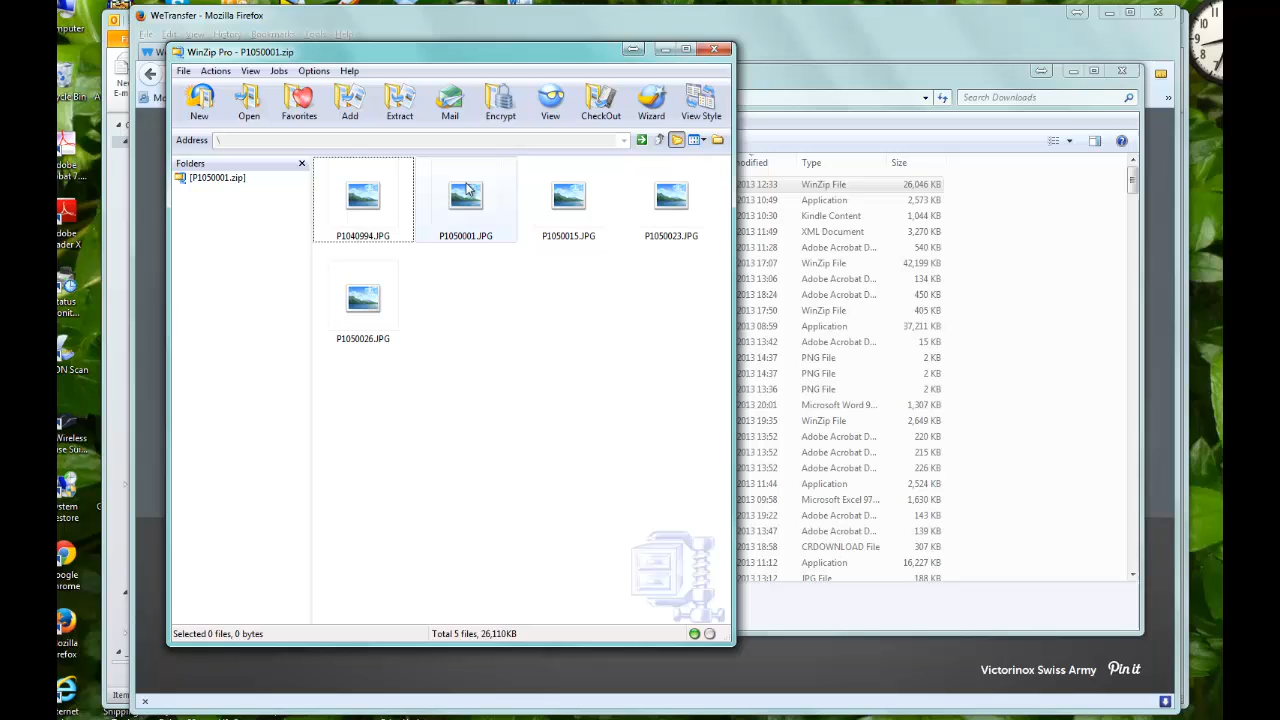 WeTransfer - Mozilla Firefox
File Edit View History Bookmarks Tools Help
WinZip Pro - P1050001.zip
File Actions View Jobs Options Help
New Open Favorites Add Extract Mail Encrypt View CheckOut Wizard View Style
Address \
Folders
[P1050001.zip]
P1040994.JPG P1050001.JPG P1050015.JPG P1050023.JPG
P1050026.JPG
Selected 0 files, 0 bytes Total 5 files, 26,110KB
Search Downloads
Type Size
2013 12:33 WinZip File 26,046 KB
2013 10:49 Application 2,573 KB
2013 10:30 Kindle Content 1,044 KB
2013 11:49 XML Document 3,270 KB
2013 11:28 Adobe Acrobat D... 540 KB
2013 17:07 WinZip File 42,199 KB
2013 13:06 Adobe Acrobat D... 134 KB
2013 18:24 Adobe Acrobat D... 450 KB
2013 17:50 WinZip File 405 KB
2013 08:59 Application 37,211 KB
2013 13:42 Adobe Acrobat D... 15 KB
2013 14:37 PNG File 2 KB
2013 14:37 PNG File 2 KB
2013 13:36 PNG File 2 KB
2013 20:01 Microsoft Word 9... 1,307 KB
2013 19:35 WinZip File 2,649 KB
2013 13:52 Adobe Acrobat D... 220 KB
2013 13:52 Adobe Acrobat D... 215 KB
2013 13:52 Adobe Acrobat D... 226 KB
2013 11:44 Application 2,524 KB
2013 09:58 Microsoft Excel 97... 1,630 KB
2013 19:22 Adobe Acrobat D... 143 KB
2013 13:47 Adobe Acrobat D... 139 KB
2013 18:58 CRDOWNLOAD File 307 KB
2013 11:12 Application 16,227 KB
2013 13:12 JPG File 188 KB
Victorinox Swiss Army Pin it